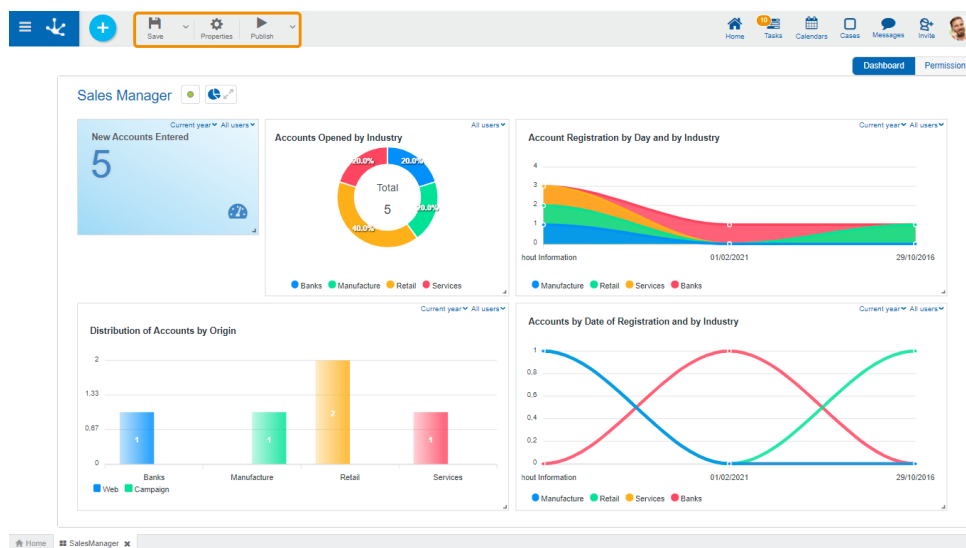 Save
Properties
Publish
Home
10
Tasks
Calendars
Cases
Messages
Invite
Dashboard
Permission
Sales Manager
Current year All users
New Accounts Entered
5
All users
Accounts Opened by Industry
20.0%
20.0%
20.0%
40.0%
Total
5
Banks Manufacture Retail Services
Current year All users
Account Registration by Day and by Industry
4
3
2
1
0
hout Information 01/02/2021 29/10/2016
Manufacture Retail Services Banks
Current year All users
Distribution of Accounts by Origin
2
1.33
0.67
0
1
1
2
1
Banks Manufacture Retail Services
Web Campaign
Current year All users
Accounts by Date of Registration and by Industry
1
0.8
0.6
0.4
0.2
0
hout Information 01/02/2021 29/10/2016
Manufacture Retail Services Banks
Home SalesManager